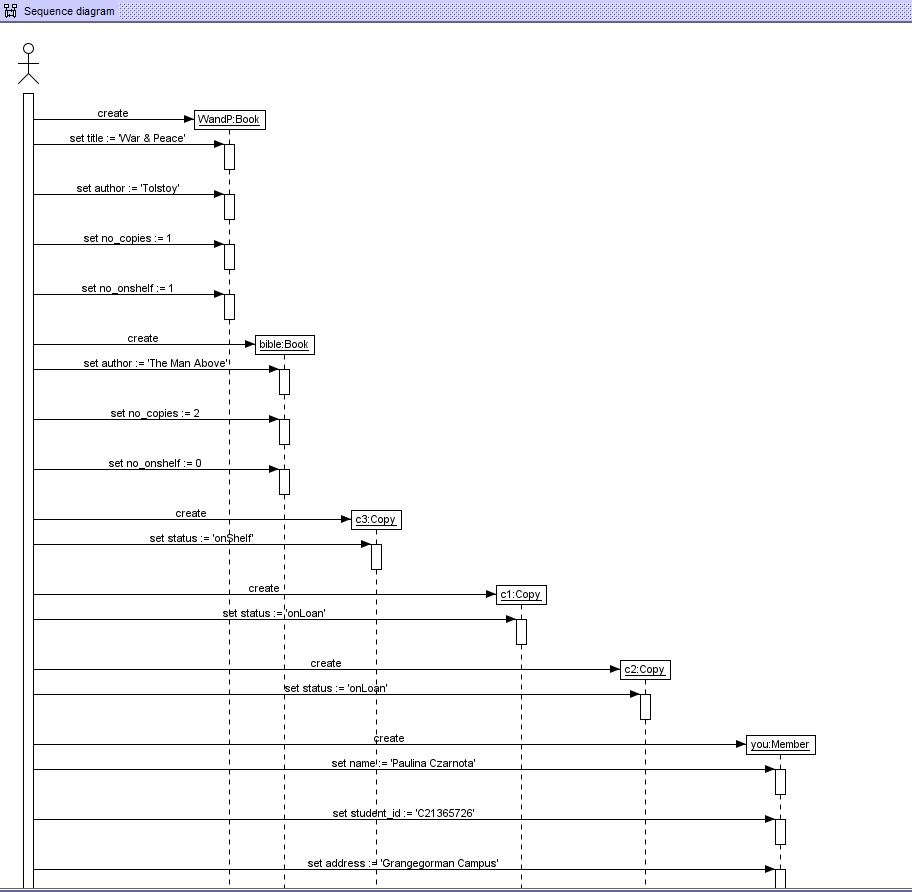 Sequence diagram
create
WandP:Book
set title := 'War & Peace'
set author := 'Tolstoy'
set no_copies := 1
set no_onshelf := 1
create
bible:Book
set author := 'The Man Above'
set no_copies := 2
set no_onshelf := 0
create
c3:Copy
set status := 'onShelf'
create
c1:Copy
set status := 'onLoan'
create
c2:Copy
set status := 'onLoan'
create
you:Member
set name := 'Paulina Czarnota'
set student_id := 'C21365726'
set address := 'Grangegorman Campus'